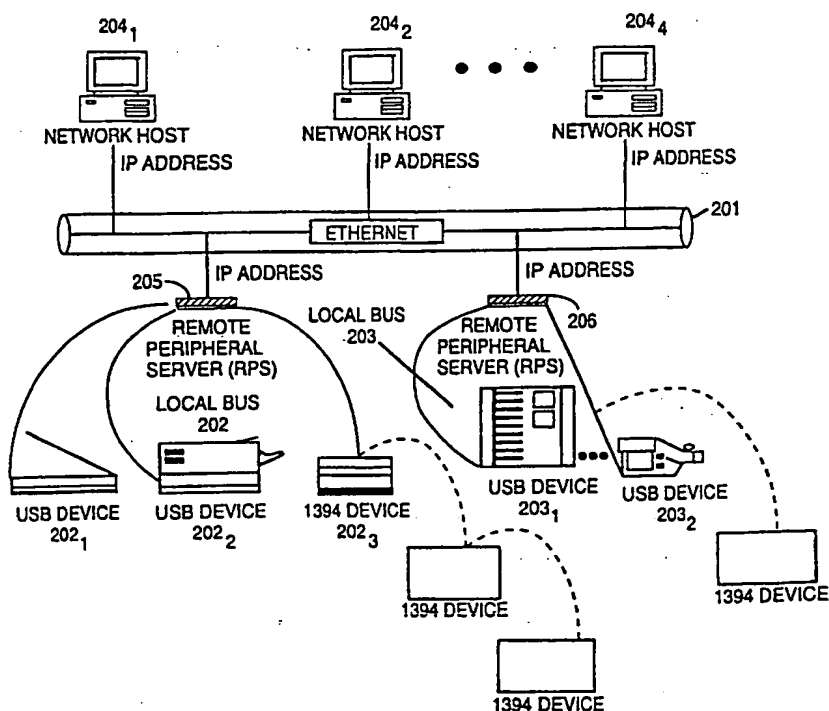 204₁
204₂
204₄
NETWORK HOST
NETWORK HOST
NETWORK HOST
IP ADDRESS
IP ADDRESS
IP ADDRESS
201
ETHERNET
IP ADDRESS
IP ADDRESS
205
206
REMOTE
PERIPHERAL
SERVER (RPS)
LOCAL BUS
203
REMOTE
PERIPHERAL
SERVER (RPS)
LOCAL BUS
202
USB DEVICE
202₁
USB DEVICE
202₂
1394 DEVICE
202₃
USB DEVICE
203₁
USB DEVICE
203₂
1394 DEVICE
1394 DEVICE
1394 DEVICE